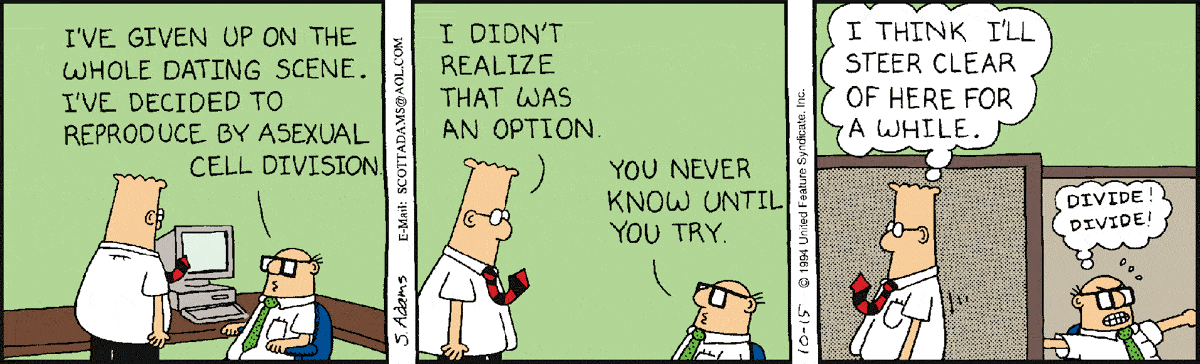 I'VE GIVEN UP ON THE
WHOLE DATING SCENE.
I'VE DECIDED TO
REPRODUCE BY ASEXUAL
CELL DIVISION.
S. Adams
E-Mail: SCOTTADAMS@AOL.COM
I DIDN'T
REALIZE
THAT WAS
AN OPTION.
YOU NEVER
KNOW UNTIL
YOU TRY.
10-15 © 1994 United Feature Syndicate, Inc.
I THINK I'LL
STEER CLEAR
OF HERE FOR
A WHILE.
DIVIDE!
DIVIDE!